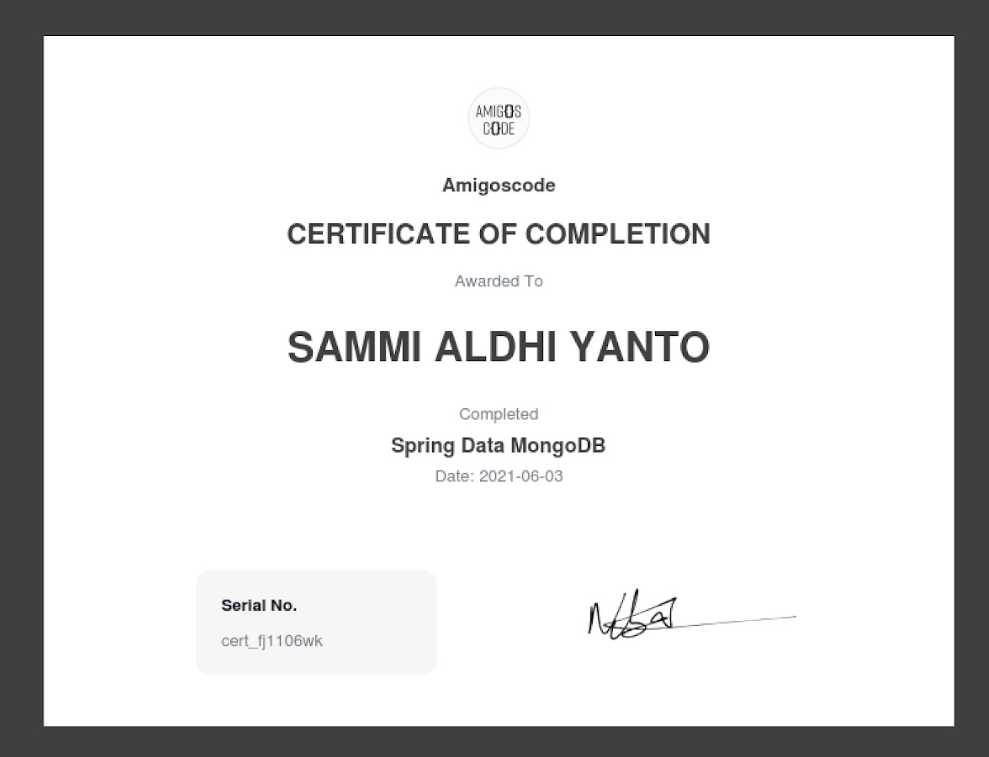 AMIGOS
CODE
Amigoscode
CERTIFICATE OF COMPLETION
Awarded To
SAMMI ALDHI YANTO
Completed
Spring Data MongoDB
Date: 2021-06-03
Serial No.
cert_fj1106wk